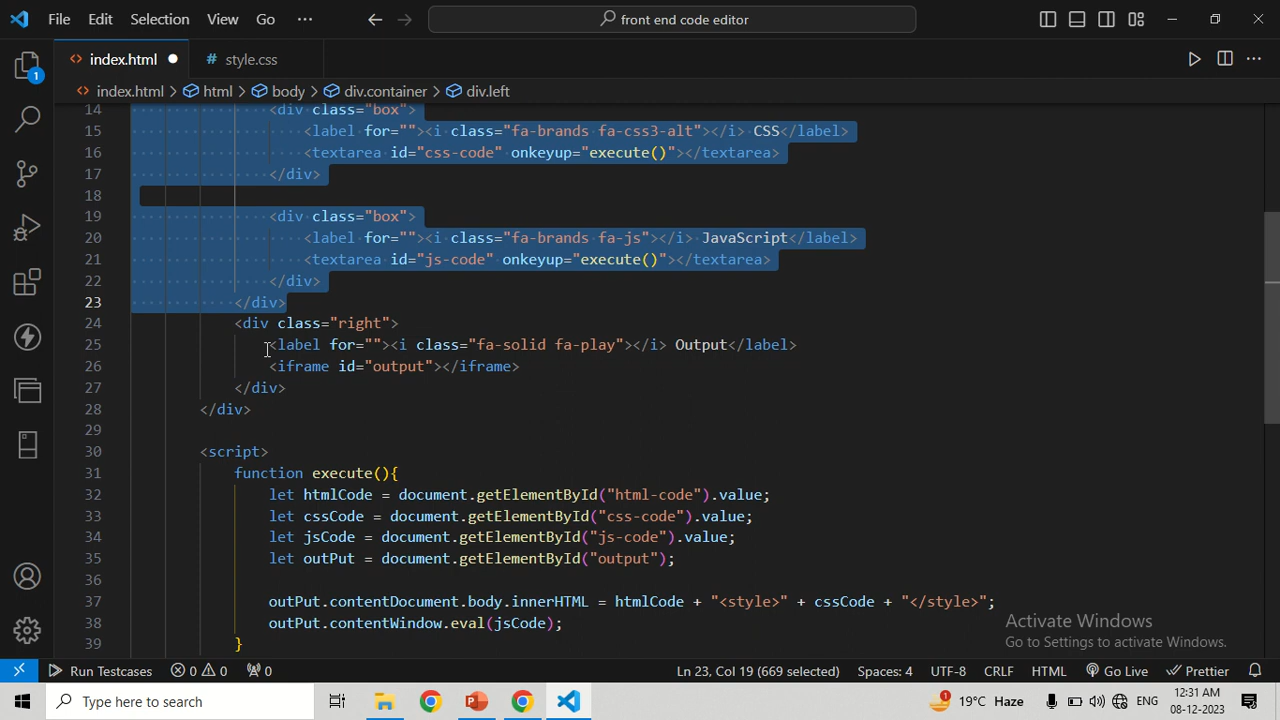 File Edit Selection View Go ··· front end code editor
index.html style.css
index.html > html > body > div.container > div.left
14 <div class="box">
15 <label for=""><i class="fa-brands fa-css3-alt"></i> CSS</label>
16 <textarea id="css-code" onkeyup="execute()"></textarea>
17 </div>
18
19 <div class="box">
20 <label for=""><i class="fa-brands fa-js"></i> JavaScript</label>
21 <textarea id="js-code" onkeyup="execute()"></textarea>
22 </div>
23 </div>
24 <div class="right">
25 <label for=""><i class="fa-solid fa-play"></i> Output</label>
26 <iframe id="output"></iframe>
27 </div>
28 </div>
29
30 <script>
31 function execute(){
32 let htmlCode = document.getElementById("html-code").value;
33 let cssCode = document.getElementById("css-code").value;
34 let jsCode = document.getElementById("js-code").value;
35 let outPut = document.getElementById("output");
36
37 outPut.contentDocument.body.innerHTML = htmlCode + "<style>" + cssCode + "</style>";
38 outPut.contentWindow.eval(jsCode);
39 }
1
Activate Windows
Go to Settings to activate Windows.
Run Testcases 0 0 0 Ln 23, Col 19 (669 selected) Spaces: 4 UTF-8 CRLF HTML Go Live Prettier
Type here to search 1 19°C Haze ENG 12:31 AM
08-12-2023